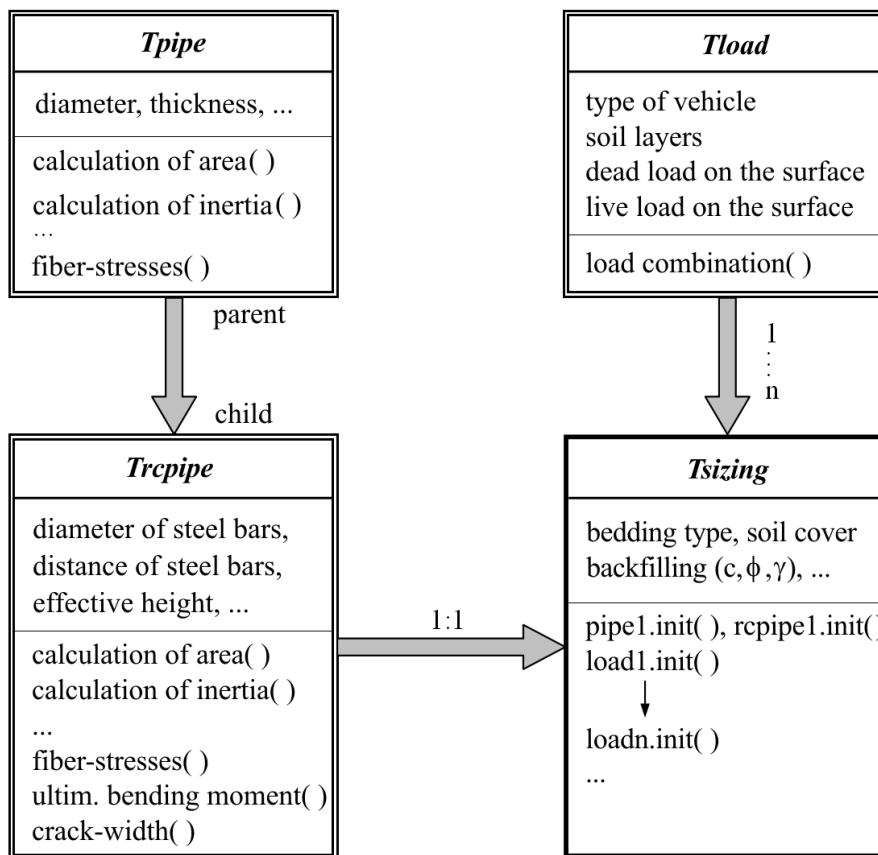 Tpipe
diameter, thickness, ...
calculation of area( )
calculation of inertia( )
...
fiber-stresses( )
parent
child
Tload
type of vehicle
soil layers
dead load on the surface
live load on the surface
load combination( )
1
n
Trcpipe
diameter of steel bars,
distance of steel bars,
effective height, ...
calculation of area( )
calculation of inertia( )
...
fiber-stresses( )
ultim. bending moment( )
crack-width( )
1:1
Tsizing
bedding type, soil cover
backfilling (c, ϕ , γ), ...
pipe1.init( ), rcpipe1.init()
load1.init( )
loadn.init( )
...